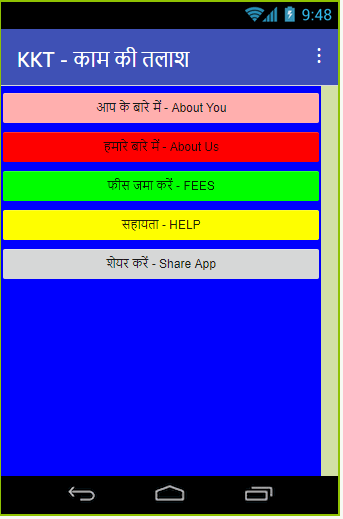 9:48
KKT - काम की तलाश
आप के बारे में - About You
हमारे बारे में - About Us
फीस जमा करें - FEES
सहायता - HELP
शेयर करें - Share App